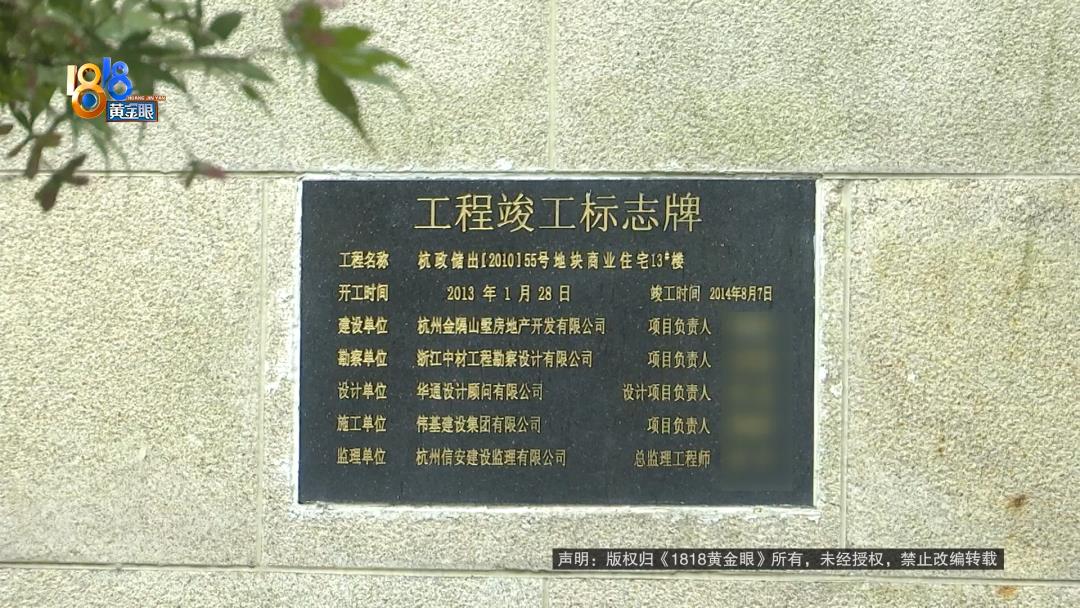 1818
HUANG JIN YAN
黄金眼
工程竣工标志牌
工程名称 杭政储出[2010]55号地块商业住宅13#楼
开工时间 2013 年 1 月 28 日 竣工时间 2014年8月7日
建设单位 杭州金隅山墅房地产开发有限公司 项目负责人
勘察单位 浙江中材工程勘察设计有限公司 项目负责人
设计单位 华通设计顾问有限公司 设计项目负责人
施工单位 伟基建设集团有限公司 项目负责人
监理单位 杭州信安建设监理有限公司 总监理工程师
声明：版权归《1818黄金眼》所有，未经授权，禁止改编转载